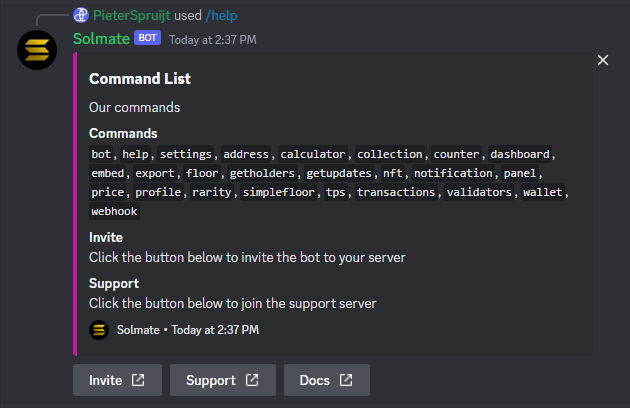 PieterSpruijt used /help
Solmate BOT Today at 2:37 PM
Command List
Our commands
Commands
bot, help, settings, address, calculator, collection, counter, dashboard,
embed, export, floor, getholders, getupdates, nft, notification, panel,
price, profile, rarity, simplefloor, tps, transactions, validators, wallet,
webhook
Invite
Click the button below to invite the bot to your server
Support
Click the button below to join the support server
Solmate • Today at 2:37 PM
Invite Support Docs